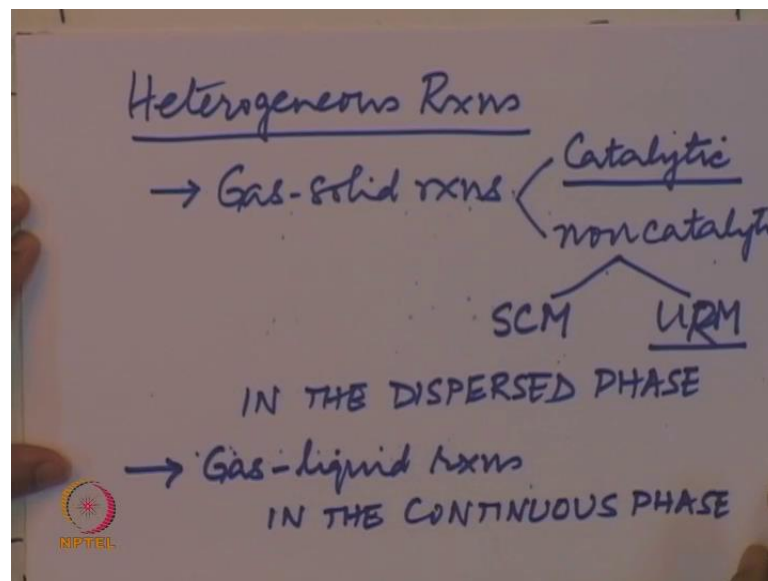 Heterogeneous Rxns
→ Gas-solid rxns
Catalytic
noncatalyti
SCM URM
IN THE DISPERSED PHASE
→ Gas-liquid rxns
IN THE CONTINUOUS PHASE
NPTEL